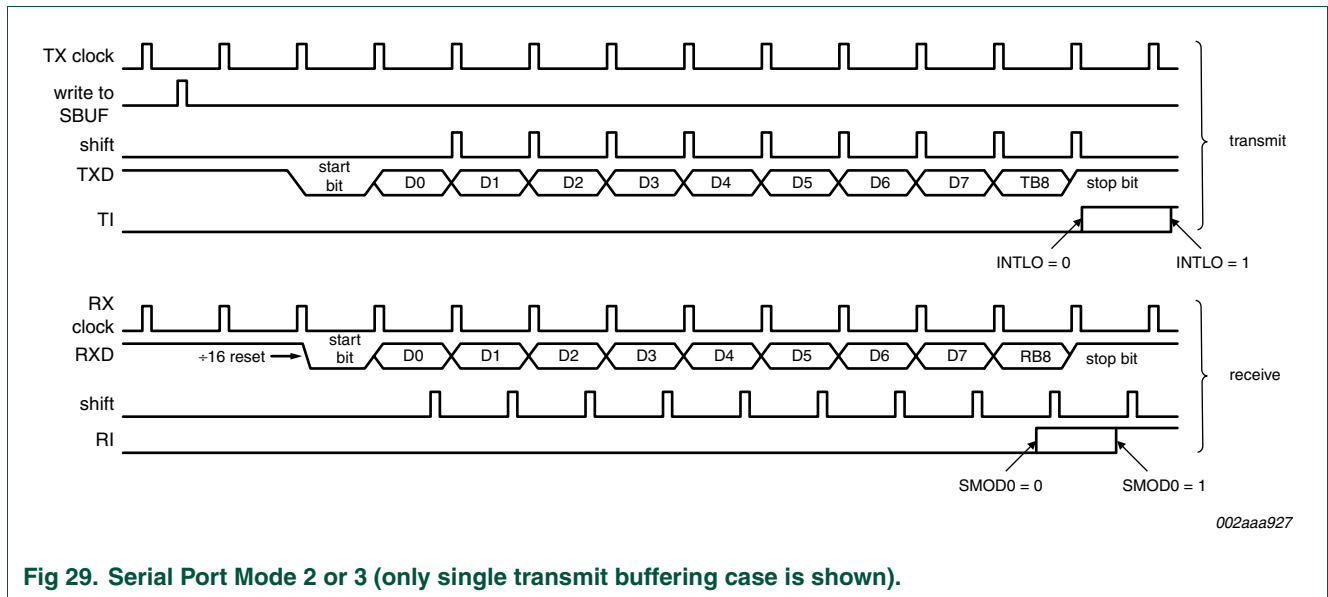 TX clock
write to
SBUF
shift
TXD
start
bit
D0 D1 D2 D3 D4 D5 D6 D7 TB8 stop bit
TI
transmit
INTLO = 0 INTLO = 1
RX
clock
RXD
÷16 reset
start
bit
D0 D1 D2 D3 D4 D5 D6 D7 RB8 stop bit
shift
RI
receive
SMOD0 = 0 SMOD0 = 1
002aaa927
Fig 29. Serial Port Mode 2 or 3 (only single transmit buffering case is shown).